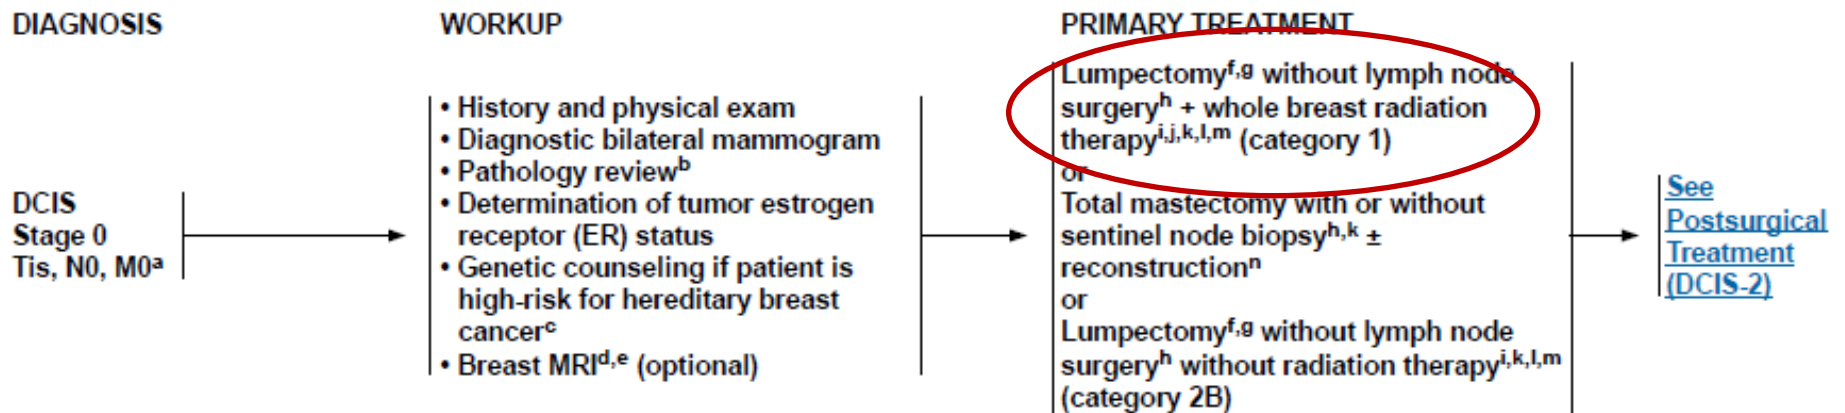 DIAGNOSIS
WORKUP
PRIMARY TREATMENT
DCIS
Stage 0
Tis, N0, M0ᵃ
• History and physical exam
• Diagnostic bilateral mammogram
• Pathology reviewᵇ
• Determination of tumor estrogen
receptor (ER) status
• Genetic counseling if patient is
high-risk for hereditary breast
cancerᶜ
• Breast MRIᵈ,ᵉ (optional)
Lumpectomyᶠ,ᵍ without lymph node
surgeryʰ + whole breast radiation
therapyⁱ,ʲ,ᵏ,ˡ,ᵐ (category 1)
or
Total mastectomy with or without
sentinel node biopsyʰ,ᵏ ±
reconstructionⁿ
or
Lumpectomyᶠ,ᵍ without lymph node
surgeryʰ without radiation therapyⁱ,ᵏ,ˡ,ᵐ
(category 2B)
See
Postsurgical
Treatment
(DCIS-2)